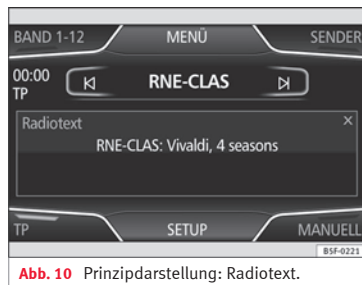 BAND 1-12 MENÜ SENDER
00:00
TP
RNE-CLAS
Radiotext ×
RNE-CLAS: Vivaldi, 4 seasons
TP SETUP MANUELL
BSF-0221
Abb. 10 Prinzipdarstellung: Radiotext.